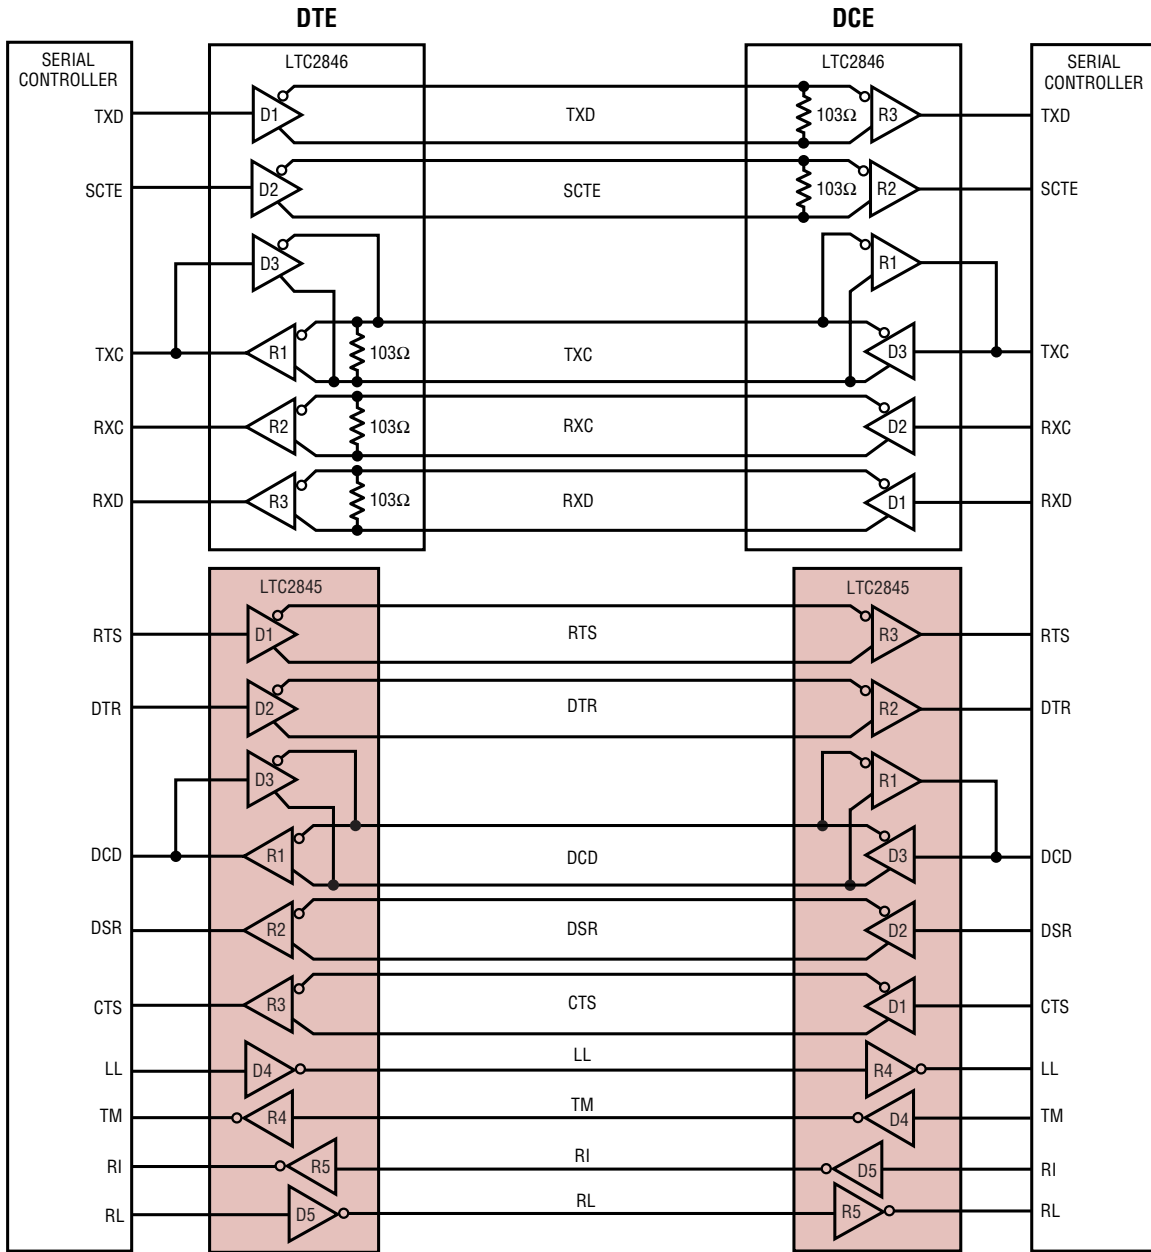 DTE
DCE
SERIAL
CONTROLLER
LTC2846
LTC2846
SERIAL
CONTROLLER
TXD
D1
TXD
103Ω
R3
TXD
SCTE
D2
SCTE
103Ω
R2
SCTE
D3
R1
TXC
R1
103Ω
TXC
D3
TXC
RXC
R2
103Ω
RXC
D2
RXC
RXD
R3
103Ω
RXD
D1
RXD
LTC2845
LTC2845
RTS
D1
RTS
R3
RTS
DTR
D2
DTR
R2
DTR
D3
R1
DCD
R1
DCD
D3
DCD
DSR
R2
DSR
D2
DSR
CTS
R3
CTS
D1
CTS
LL
D4
LL
R4
LL
TM
R4
TM
D4
TM
RI
R5
RI
D5
RI
RL
D5
RL
R5
RL